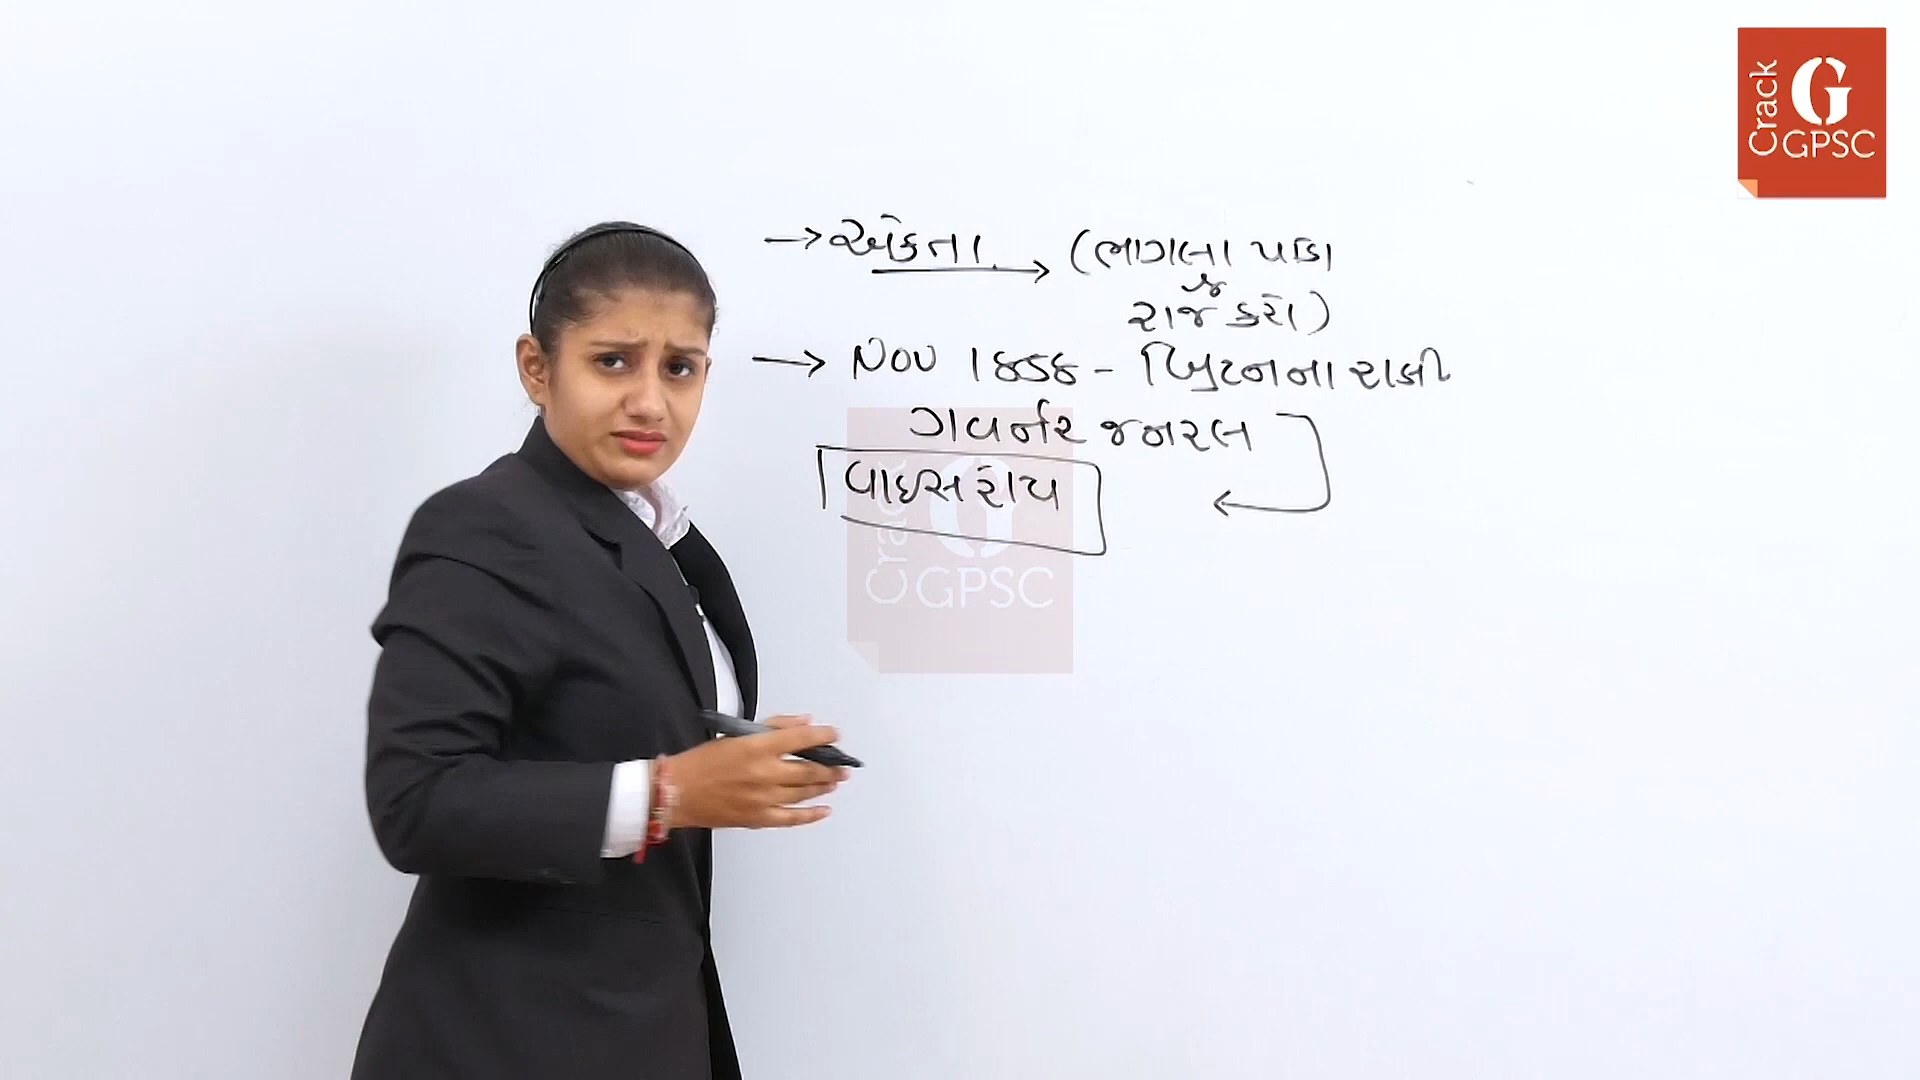 Crack
G
GPSC
→ એકતા. → (ભાગલા પાડો
રાજ કરો)
→ Nov 1858 - બ્રિટનના રાણી
ગવર્નર જનરલ
વાઇસરોય
Crack
GPSC